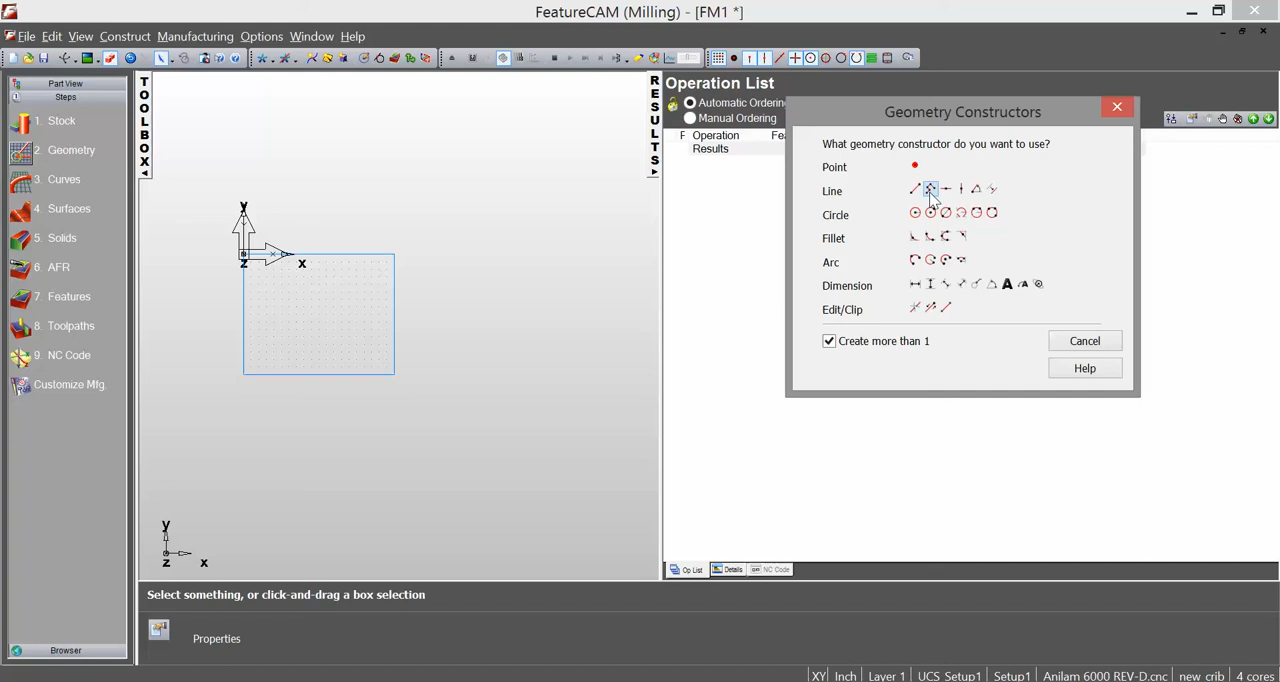 FeatureCAM (Milling) - [FM1 *]
File Edit View Construct Manufacturing Options Window Help
Part View
Steps
1. Stock
2. Geometry
3. Curves
4. Surfaces
5. Solids
6 AFR
7. Features
8. Toolpaths
9. NC Code
Customize Mfg.
Browser
TOOLBOX
y
z
x
y
z
x
RESULTS
Operation List
Automatic Ordering
Manual Ordering
F Operation Fea
Results
Geometry Constructors
What geometry constructor do you want to use?
Point
Line
Circle
Fillet
Arc
Dimension
A A
Edit/Clip
Create more than 1
Cancel
Help
Op List Details NC Code
Select something, or click-and-drag a box selection
Properties
XY Inch Layer 1 UCS_Setup1 Setup1 Anilam 6000 REV-D.cnc new crib 4 cores